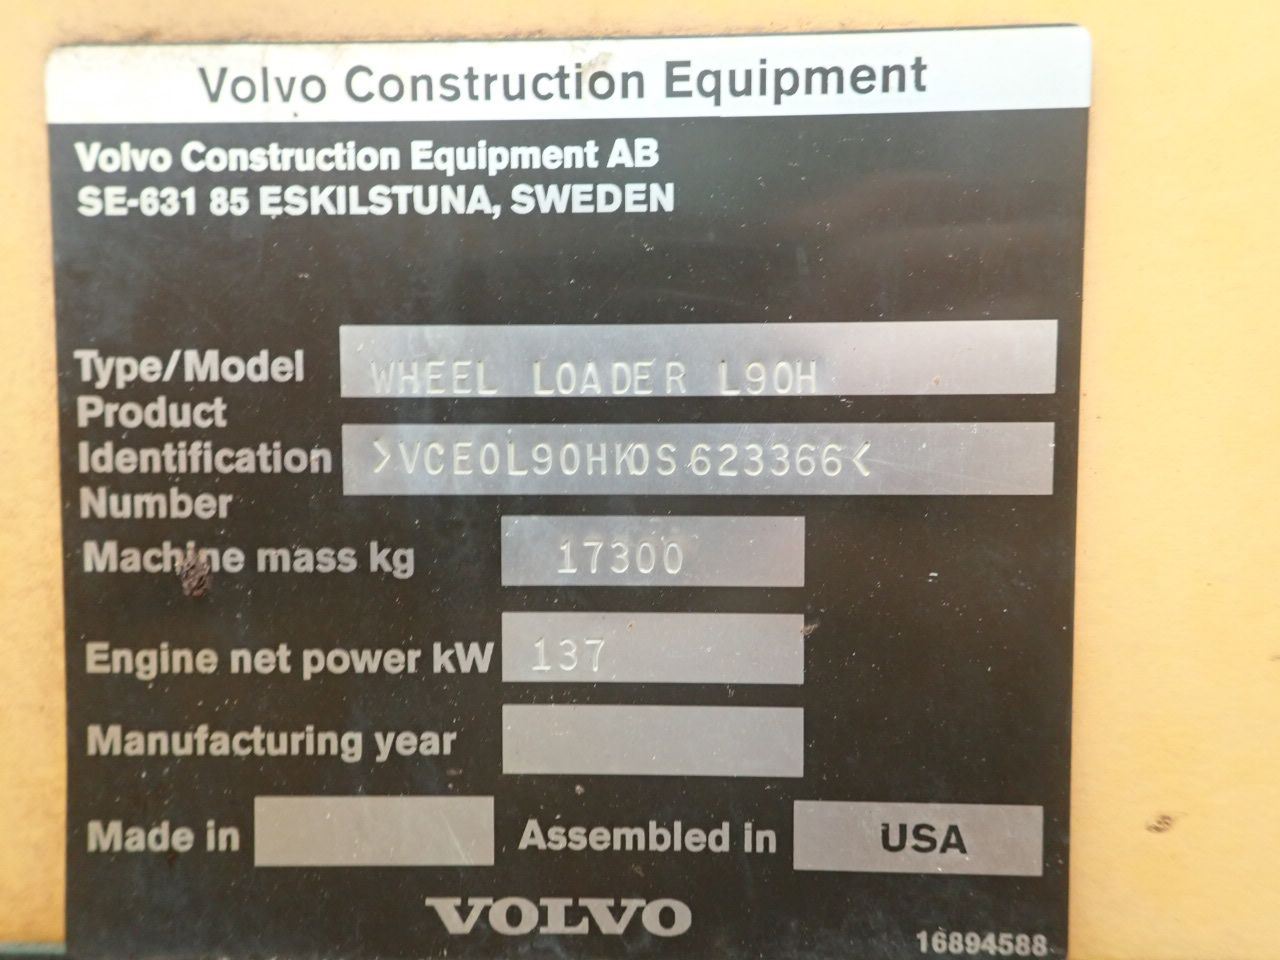 Volvo Construction Equipment
Volvo Construction Equipment AB
SE-631 85 ESKILSTUNA, SWEDEN
Type/Model WHEEL LOADER L90H
Product
Identification >VCE0L90HK0S623366<
Number
Machine mass kg 17300
Engine net power kW 137
Manufacturing year
Made in Assembled in USA
VOLVO
16894588